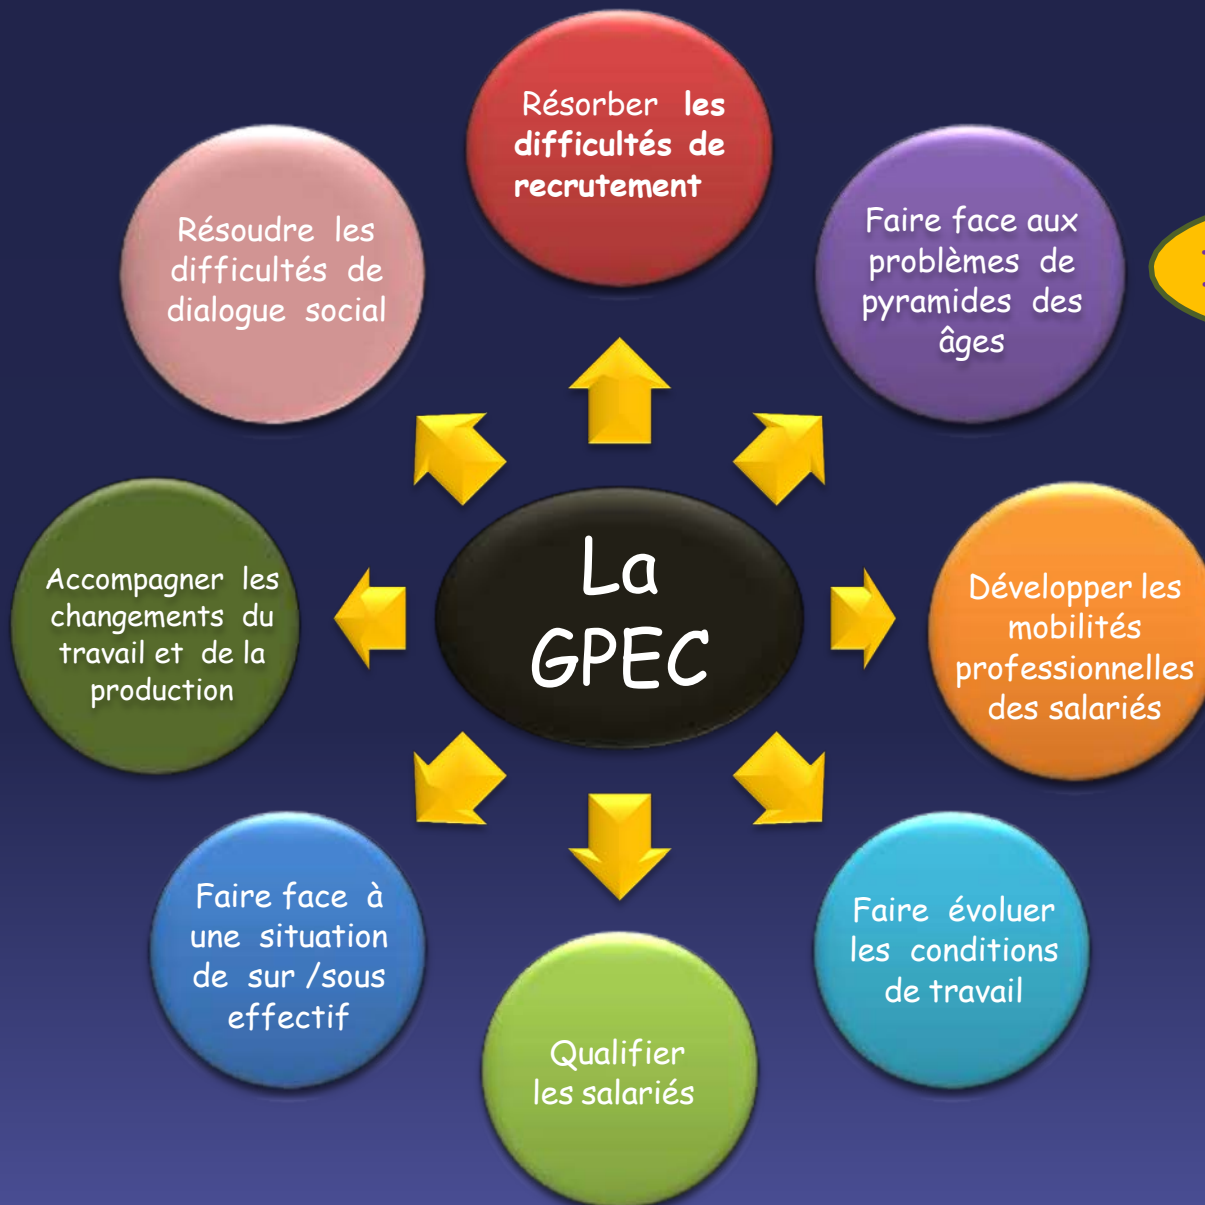 Résorber les
difficultés de
recrutement
Résoudre les
difficultés de
dialogue social
Faire face aux
problèmes de
pyramides des
âges
La
GPEC
Accompagner les
changements du
travail et de la
production
Développer les
mobilités
professionnelles
des salariés
Faire face à
une situation
de sur /sous
effectif
Faire évoluer
les conditions
de travail
Qualifier
les salariés